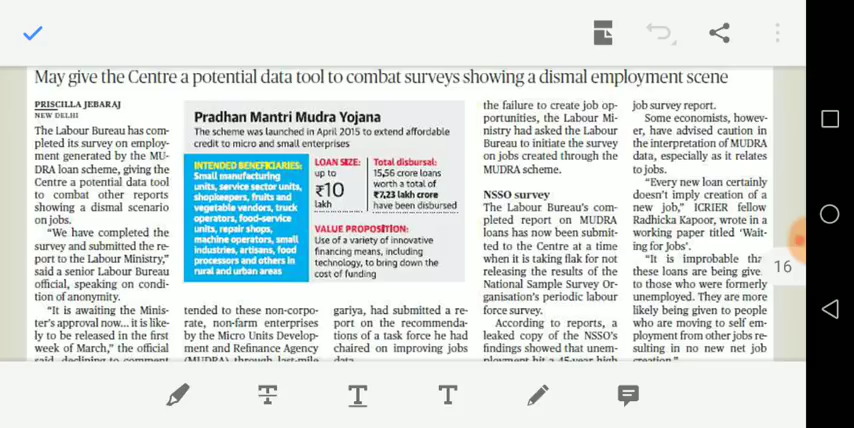 May give the Centre a potential data tool to combat surveys showing a dismal employment scene
PRISCILLA JEBARAJ
NEW DELHI
The Labour Bureau has com-
pleted its survey on employ-
ment generated by the MU-
DRA loan scheme, giving the
Centre a potential data tool
to combat other reports
showing a dismal scenario
on jobs.
“We have completed the
survey and submitted the re-
port to the Labour Ministry,”
said a senior Labour Bureau
official, speaking on condi-
tion of anonymity.
“It is awaiting the Minis-
ter’s approval now... it is like-
ly to be released in the first
week of March,” the official
said, declining to comment
Pradhan Mantri Mudra Yojana
The scheme was launched in April 2015 to extend affordable
credit to micro and small enterprises
INTENDED BENEFICIARIES:
Small manufacturing
units, service sector units,
shopkeepers, fruits and
vegetable vendors, truck
operators, food-service
units, repair shops,
machine operators, small
industries, artisans, food
processors and others in
rural and urban areas
LOAN SIZE:
up to
₹10
lakh
Total disbursal:
15,56 crore loans
worth a total of
₹7,23 lakh crore
have been disbursed
VALUE PROPOSITION:
Use of a variety of innovative
financing means, including
technology, to bring down the
cost of funding
tended to these non-corpo-
rate, non-farm enterprises
by the Micro Units Develop-
ment and Refinance Agency
(MUDRA) through last-mile
gariya, had submitted a re-
port on the recommenda-
tions of a task force he had
chaired on improving jobs
data.
the failure to create job op-
portunities, the Labour Mi-
nistry had asked the Labour
Bureau to initiate the survey
on jobs created through the
MUDRA scheme.
NSSO survey
The Labour Bureau’s com-
pleted report on MUDRA
loans has now been submit-
ted to the Centre at a time
when it is taking flak for not
releasing the results of the
National Sample Survey Or-
ganisation’s periodic labour
force survey.
According to reports, a
leaked copy of the NSSO’s
findings showed that unem-
ployment hit a 45-year high
job survey report.
Some economists, howev-
er, have advised caution in
the interpretation of MUDRA
data, especially as it relates
to jobs.
“Every new loan certainly
doesn’t imply creation of a
new job,” ICRIER fellow
Radhicka Kapoor, wrote in a
working paper titled ‘Wait-
ing for jobs’.
“It is improbable that
these loans are being give
to those who were formerly
unemployed. They are more
likely being given to people
who are moving to self em-
ployment from other jobs re-
sulting in no new net job
creation.”
16